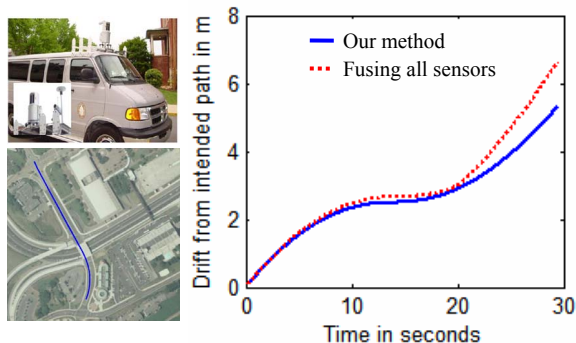 8
6
4
2
0
Drift from intended path in m
Our method
Fusing all sensors
0 10 20 30
Time in seconds